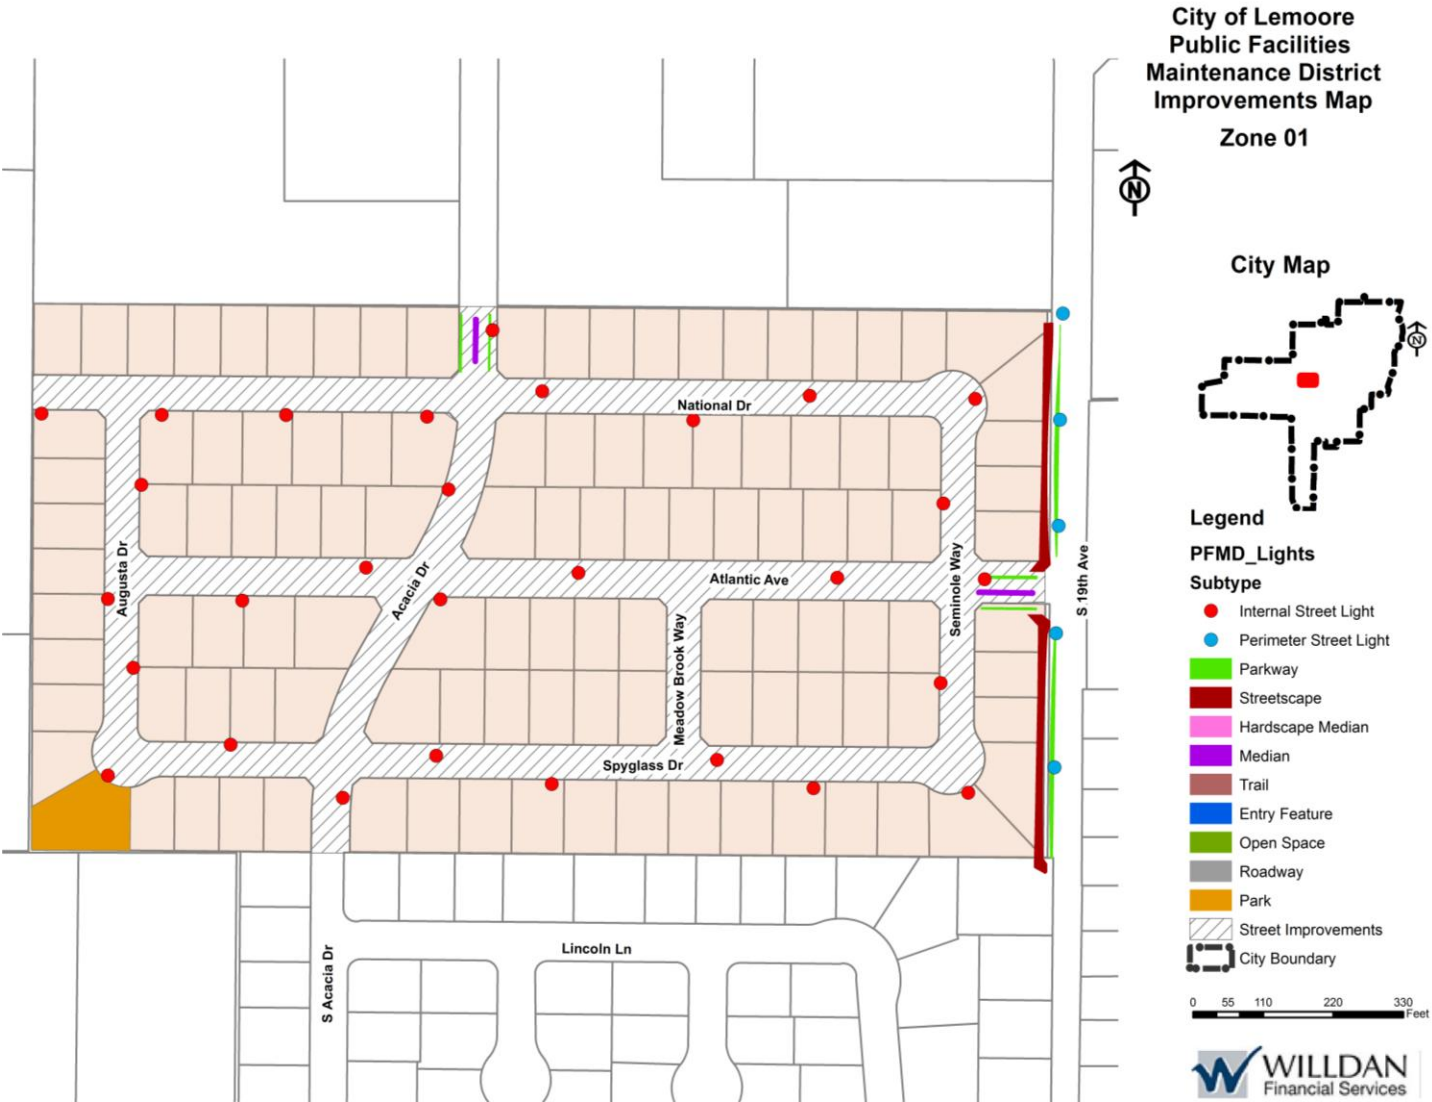 City of Lemoore
Public Facilities
Maintenance District
Improvements Map
Zone 01
N
City Map
N
National Dr
Augusta Dr
Acacia Dr
Atlantic Ave
Seminole Way
S 19th Ave
Meadow Brook Way
Spyglass Dr
Lincoln Ln
S Acacia Dr
Legend
PFMD_Lights
Subtype
Internal Street Light
Perimeter Street Light
Parkway
Streetscape
Hardscape Median
Median
Trail
Entry Feature
Open Space
Roadway
Park
Street Improvements
City Boundary
0 55 110 220 330
Feet
W WILLDAN
Financial Services